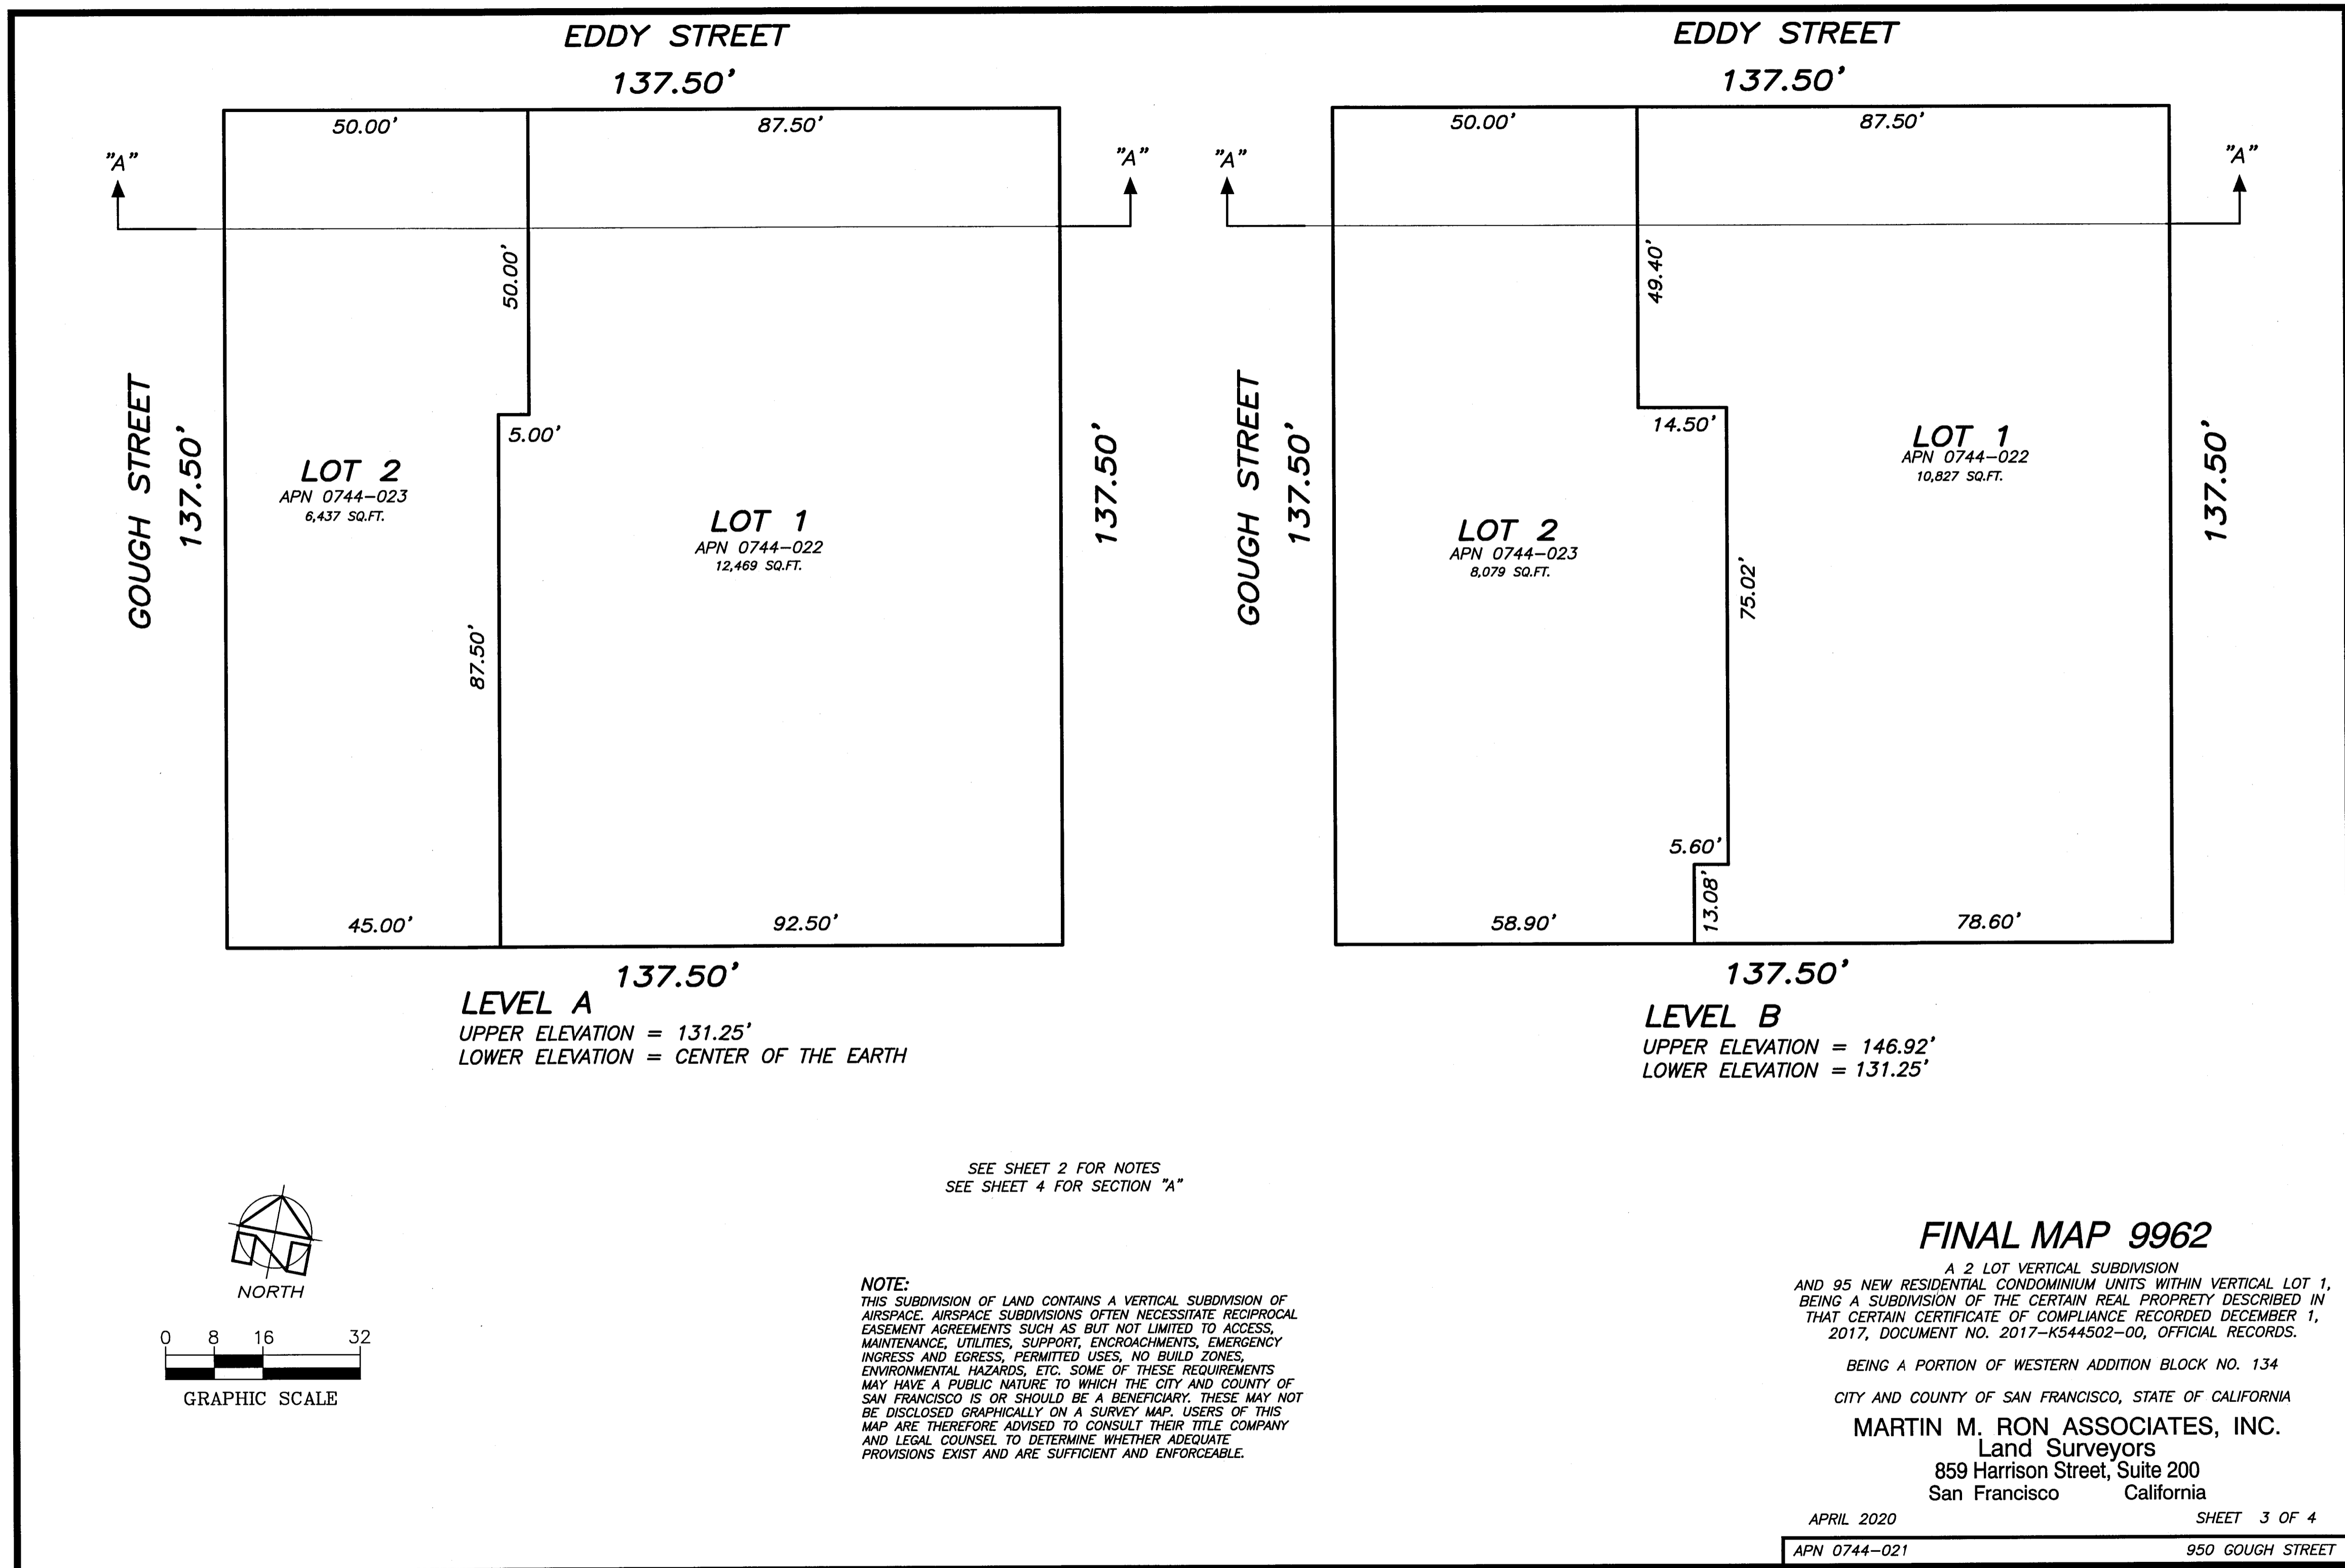 EDDY STREET
137.50'
50.00'
87.50'
"A"
"A"
50.00'
GOUGH STREET
137.50'
5.00'
LOT 2
APN 0744-023
6,437 SQ.FT.
LOT 1
APN 0744-022
12,469 SQ.FT.
137.50'
87.50'
45.00'
92.50'
137.50'
LEVEL A
UPPER ELEVATION = 131.25'
LOWER ELEVATION = CENTER OF THE EARTH
EDDY STREET
137.50'
50.00'
87.50'
"A"
"A"
49.40'
GOUGH STREET
137.50'
14.50'
LOT 1
APN 0744-022
10,827 SQ.FT.
137.50'
LOT 2
APN 0744-023
8,079 SQ.FT.
75.02'
5.60'
13.08'
58.90'
78.60'
137.50'
LEVEL B
UPPER ELEVATION = 146.92'
LOWER ELEVATION = 131.25'
SEE SHEET 2 FOR NOTES
SEE SHEET 4 FOR SECTION "A"
N
NORTH
0 8 16 32
GRAPHIC SCALE
NOTE:
THIS SUBDIVISION OF LAND CONTAINS A VERTICAL SUBDIVISION OF
AIRSPACE. AIRSPACE SUBDIVISIONS OFTEN NECESSITATE RECIPROCAL
EASEMENT AGREEMENTS SUCH AS BUT NOT LIMITED TO ACCESS,
MAINTENANCE, UTILITIES, SUPPORT, ENCROACHMENTS, EMERGENCY
INGRESS AND EGRESS, PERMITTED USES, NO BUILD ZONES,
ENVIRONMENTAL HAZARDS, ETC. SOME OF THESE REQUIREMENTS
MAY HAVE A PUBLIC NATURE TO WHICH THE CITY AND COUNTY OF
SAN FRANCISCO IS OR SHOULD BE A BENEFICIARY. THESE MAY NOT
BE DISCLOSED GRAPHICALLY ON A SURVEY MAP. USERS OF THIS
MAP ARE THEREFORE ADVISED TO CONSULT THEIR TITLE COMPANY
AND LEGAL COUNSEL TO DETERMINE WHETHER ADEQUATE
PROVISIONS EXIST AND ARE SUFFICIENT AND ENFORCEABLE.
FINAL MAP 9962
A 2 LOT VERTICAL SUBDIVISION
AND 95 NEW RESIDENTIAL CONDOMINIUM UNITS WITHIN VERTICAL LOT 1,
BEING A SUBDIVISION OF THE CERTAIN REAL PROPRETY DESCRIBED IN
THAT CERTAIN CERTIFICATE OF COMPLIANCE RECORDED DECEMBER 1,
2017, DOCUMENT NO. 2017-K544502-00, OFFICIAL RECORDS.
BEING A PORTION OF WESTERN ADDITION BLOCK NO. 134
CITY AND COUNTY OF SAN FRANCISCO, STATE OF CALIFORNIA
MARTIN M. RON ASSOCIATES, INC.
Land Surveyors
859 Harrison Street, Suite 200
San Francisco California
APRIL 2020 SHEET 3 OF 4
APN 0744-021 950 GOUGH STREET